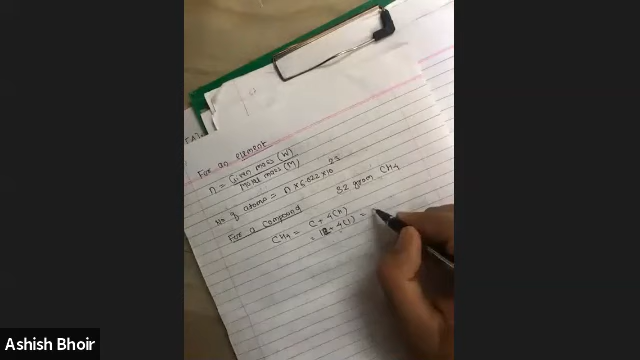 For an element
n = Given mass (W)
Molar mass (M)
No of atoms = n × 6.022 × 10 23
32 gram CH4
For a Compound
CH4 = C + 4(H)
= 12 + 4(1) =
Ashish Bhoir